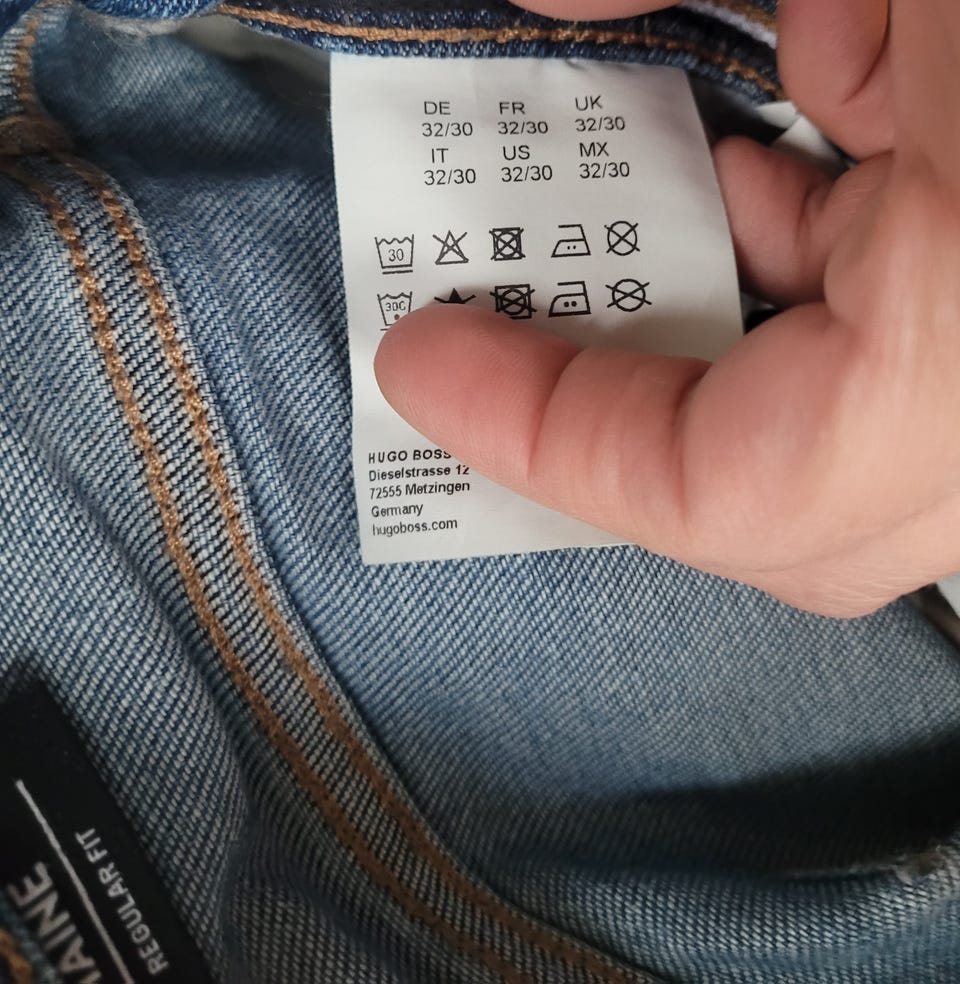 DE FR UK
32/30 32/30 32/30
IT US MX
32/30 32/30 32/30
30
30C
HUGO BOSS
Dieselstrasse 12
72555 Metzingen
Germany
hugoboss.com
REGULAR FIT